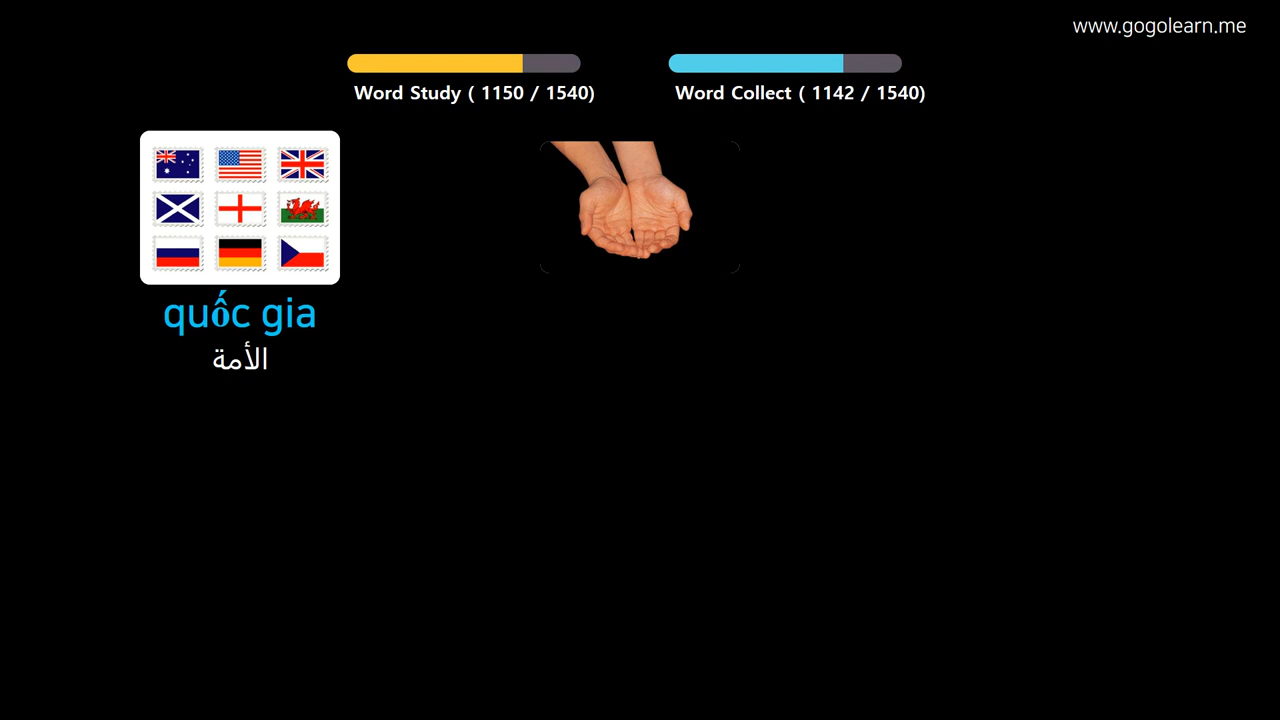 www.gogolearn.me
Word Study ( 1150 / 1540)
Word Collect ( 1142 / 1540)
quốc gia
الأمة